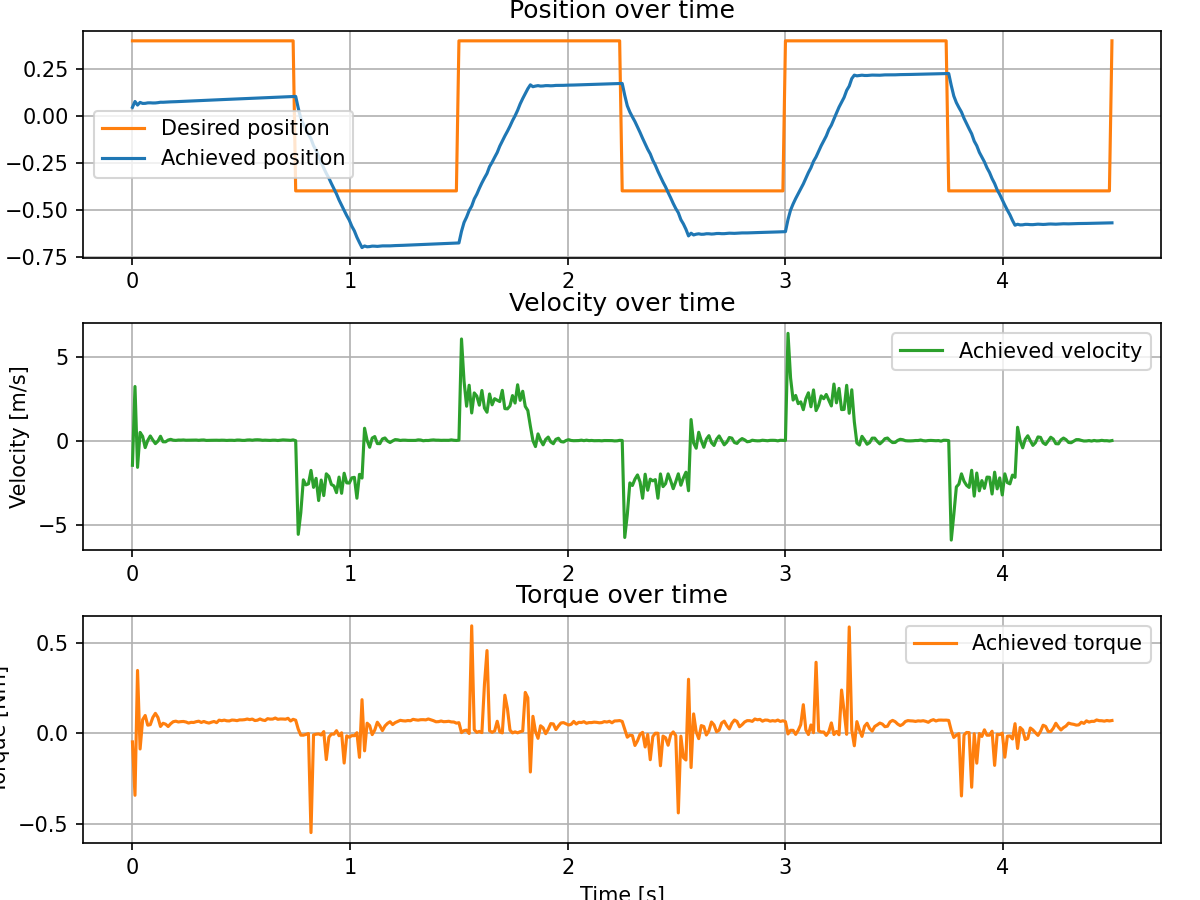 Position over time
0.25
0.00
−0.25
−0.50
−0.75
Desired position
Achieved position
0 1 2 3 4
Velocity over time
Velocity [m/s]
5
0
−5
Achieved velocity
0 1 2 3 4
Torque over time
0.5
0.0
−0.5
Achieved torque
0 1 2 3 4
Time [s]